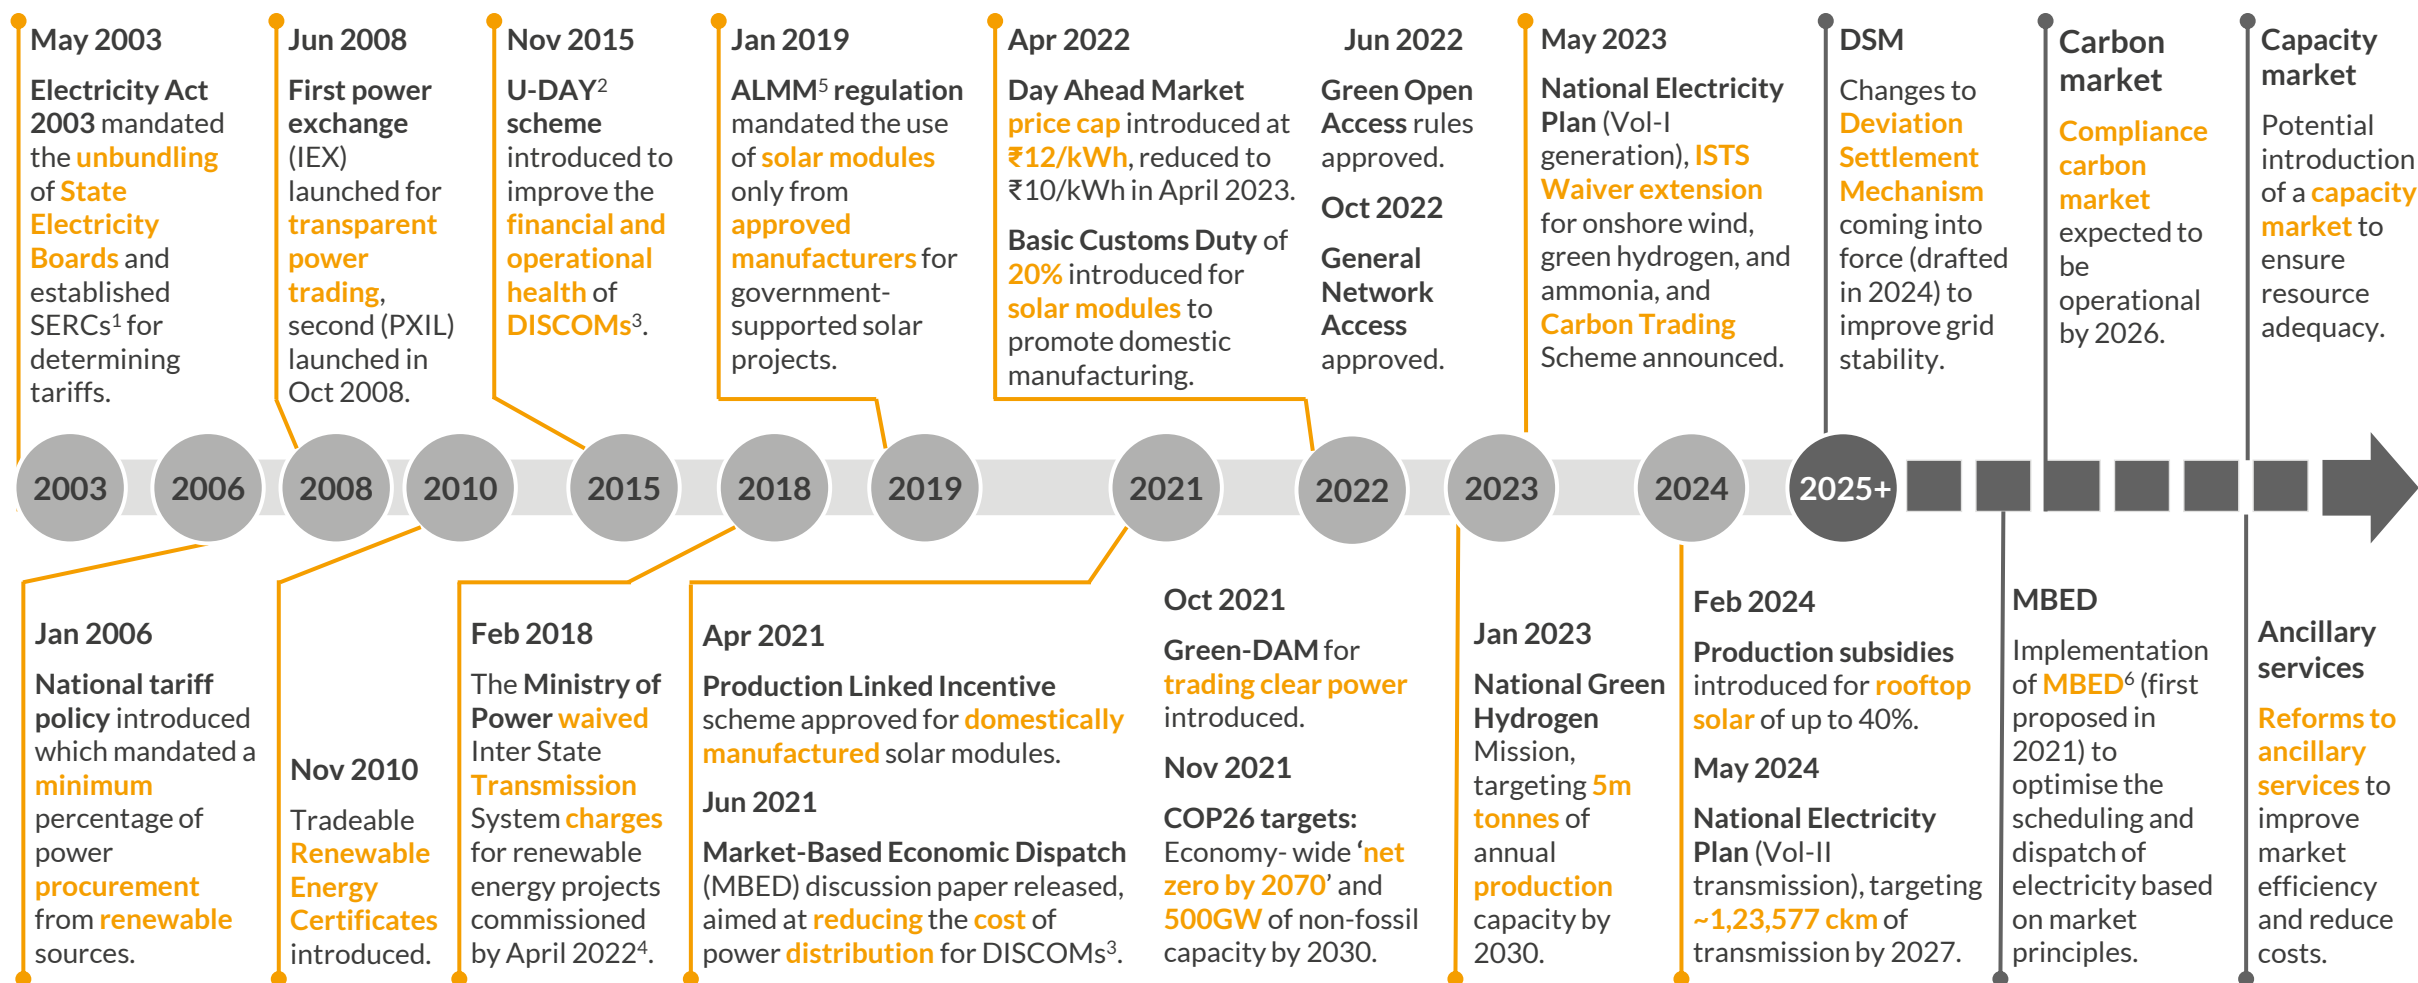 May 2003
Electricity Act
2003 mandated
the unbundling
of State
Electricity
Boards and
established
SERCs¹ for
determining
tariffs.
Jun 2008
First power
exchange
(IEX)
launched for
transparent
power
trading,
second (PXIL)
launched in
Oct 2008.
Nov 2015
U-DAY²
scheme
introduced to
improve the
financial and
operational
health of
DISCOMs³.
Jan 2019
ALMM⁵ regulation
mandated the use
of solar modules
only from
approved
manufacturers for
government-
supported solar
projects.
Apr 2022
Day Ahead Market
price cap introduced at
₹12/kWh, reduced to
₹10/kWh in April 2023.
Basic Customs Duty of
20% introduced for
solar modules to
promote domestic
manufacturing.
Jun 2022
Green Open
Access rules
approved.
Oct 2022
General
Network
Access
approved.
May 2023
National Electricity
Plan (Vol-I
generation), ISTS
Waiver extension
for onshore wind,
green hydrogen, and
ammonia, and
Carbon Trading
Scheme announced.
DSM
Changes to
Deviation
Settlement
Mechanism
coming into
force (drafted
in 2024) to
improve grid
stability.
Carbon
market
Compliance
carbon
market
expected to
be
operational
by 2026.
Capacity
market
Potential
introduction
of a capacity
market to
ensure
resource
adequacy.
2003
2006
2008
2010
2015
2018
2019
2021
2022
2023
2024
2025+
Jan 2006
National tariff
policy introduced
which mandated a
minimum
percentage of
power
procurement
from renewable
sources.
Nov 2010
Tradeable
Renewable
Energy
Certificates
introduced.
Feb 2018
The Ministry of
Power waived
Inter State
Transmission
System charges
for renewable
energy projects
commissioned
by April 2022⁴.
Apr 2021
Production Linked Incentive
scheme approved for domestically
manufactured solar modules.
Jun 2021
Market-Based Economic Dispatch
(MBED) discussion paper released,
aimed at reducing the cost of
power distribution for DISCOMs³.
Oct 2021
Green-DAM for
trading clear power
introduced.
Nov 2021
COP26 targets:
Economy- wide ‘net
zero by 2070’ and
500GW of non-fossil
capacity by 2030.
Jan 2023
National Green
Hydrogen
Mission,
targeting 5m
tonnes of
annual
production
capacity by
2030.
Feb 2024
Production subsidies
introduced for rooftop
solar of up to 40%.
May 2024
National Electricity
Plan (Vol-II
transmission), targeting
~1,23,577 ckm of
transmission by 2027.
MBED
Implementation
of MBED⁶ (first
proposed in
2021) to
optimise the
scheduling and
dispatch of
electricity based
on market
principles.
Ancillary
services
Reforms to
ancillary
services to
improve
market
efficiency
and reduce
costs.